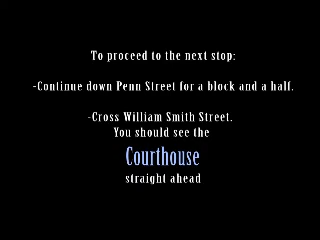 To proceed to the next stop:
-Continue down Penn Street for a block and a half.
-Cross William Smith Street.
You should see the
Courthouse
straight ahead